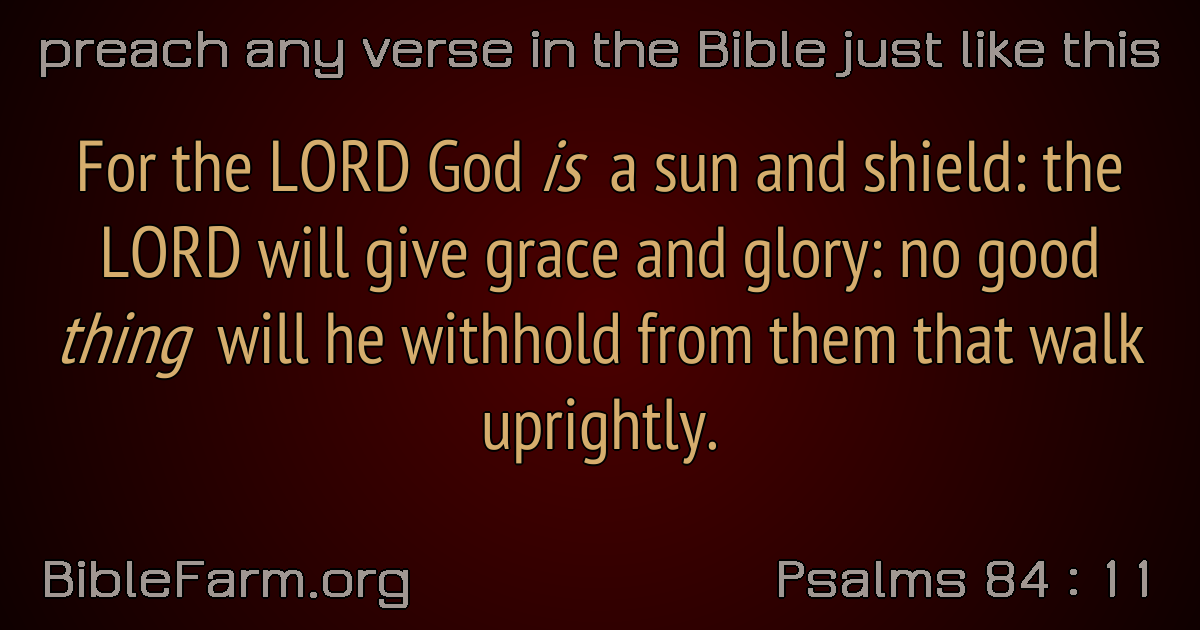 preach any verse in the Bible just like this
For the LORD God is a sun and shield: the
LORD will give grace and glory: no good
thing will he withhold from them that walk
uprightly.
BibleFarm.org
Psalms 84 : 11